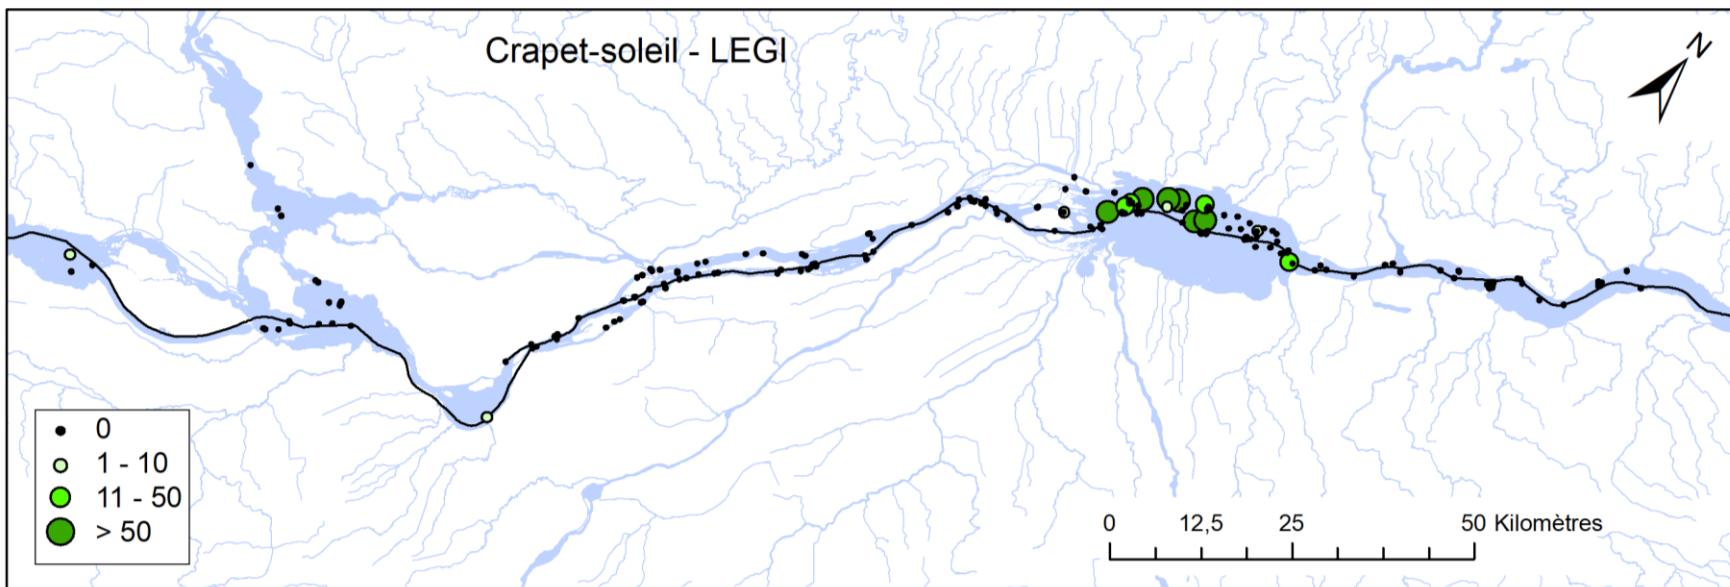 Crapet-soleil - LEGI
N
0
1 - 10
11 - 50
> 50
0 12,5 25 50 Kilomètres